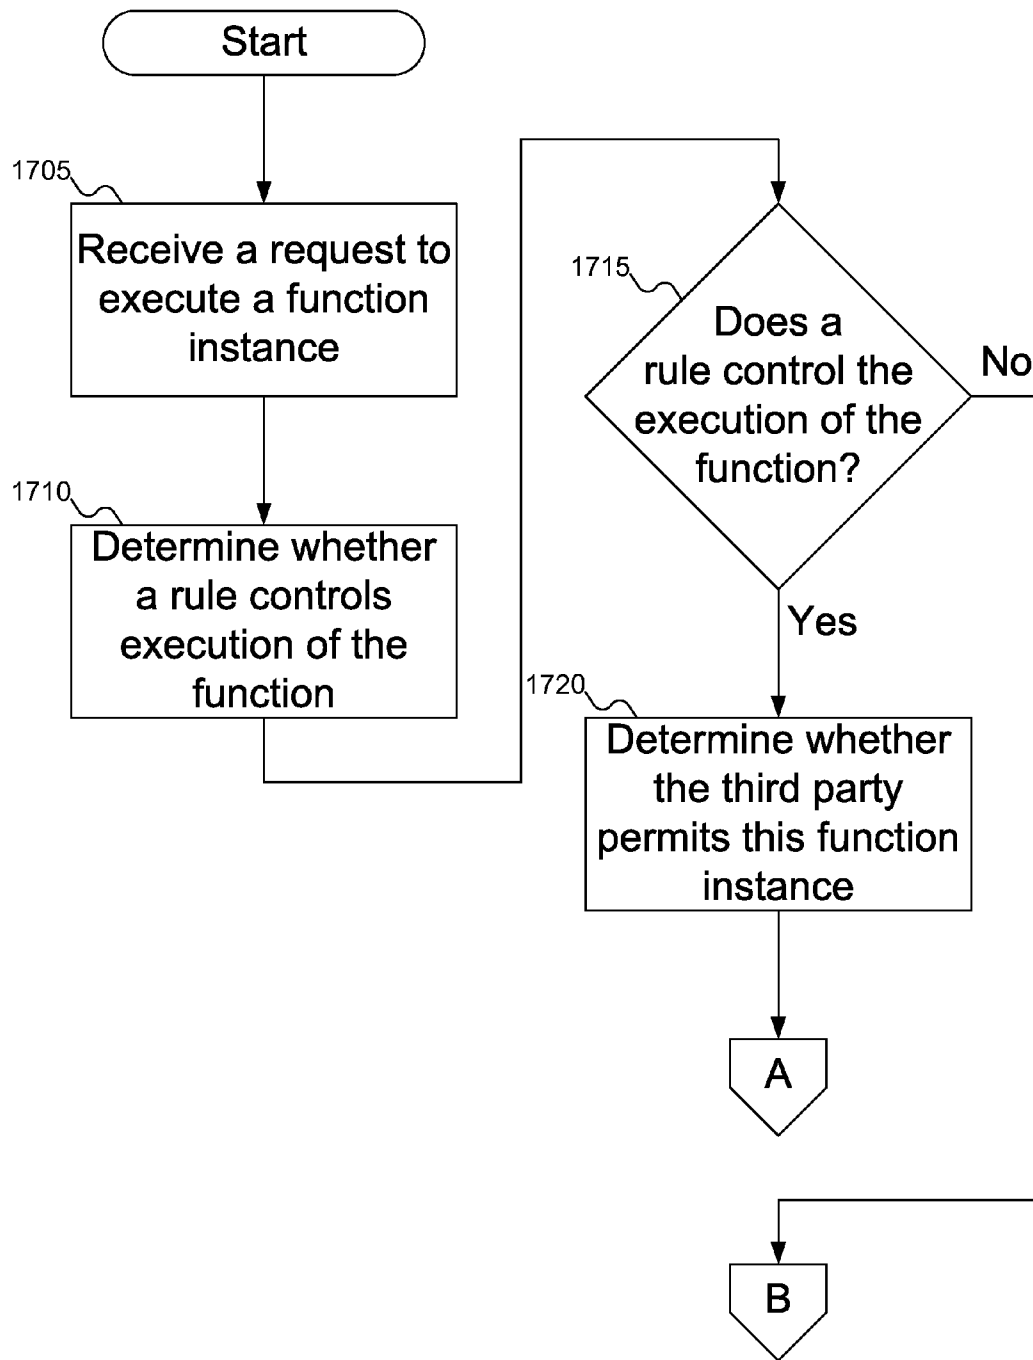 Start
1705
Receive a request to
execute a function
instance
1710
Determine whether
a rule controls
execution of the
function
1715
Does a
rule control the
execution of the
function?
No
Yes
1720
Determine whether
the third party
permits this function
instance
A
B